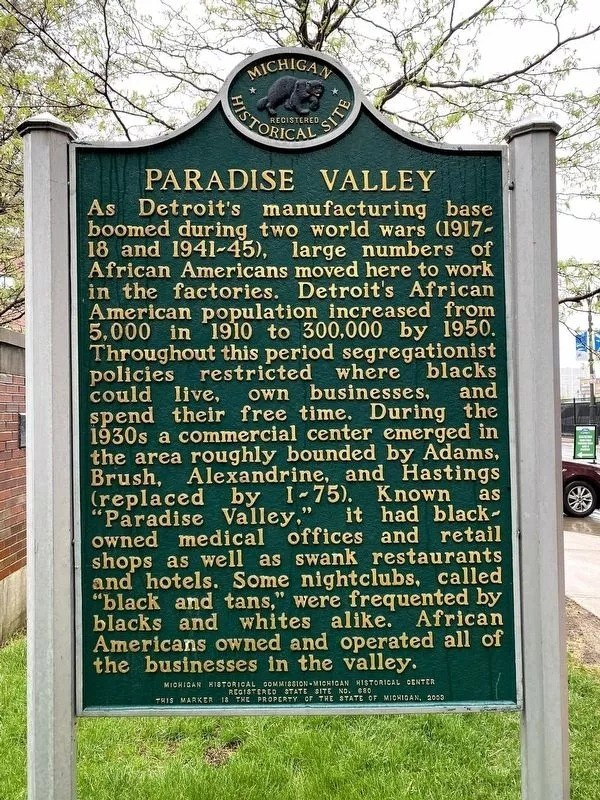 MICHIGAN
REGISTERED
HISTORICAL SITE
PARADISE VALLEY
As Detroit's manufacturing base
boomed during two world wars (1917-
18 and 1941-45), large numbers of
African Americans moved here to work
in the factories. Detroit's African
American population increased from
5,000 in 1910 to 300,000 by 1950.
Throughout this period segregationist
policies restricted where blacks
could live, own businesses, and
spend their free time. During the
1930s a commercial center emerged in
the area roughly bounded by Adams,
Brush, Alexandrine, and Hastings
(replaced by I-75). Known as
“Paradise Valley,” it had black-
owned medical offices and retail
shops as well as swank restaurants
and hotels. Some nightclubs, called
“black and tans,” were frequented by
blacks and whites alike. African
Americans owned and operated all of
the businesses in the valley.
MICHIGAN HISTORICAL COMMISSION-MICHIGAN HISTORICAL CENTER
REGISTERED STATE SITE NO. 680
THIS MARKER IS THE PROPERTY OF THE STATE OF MICHIGAN, 2003